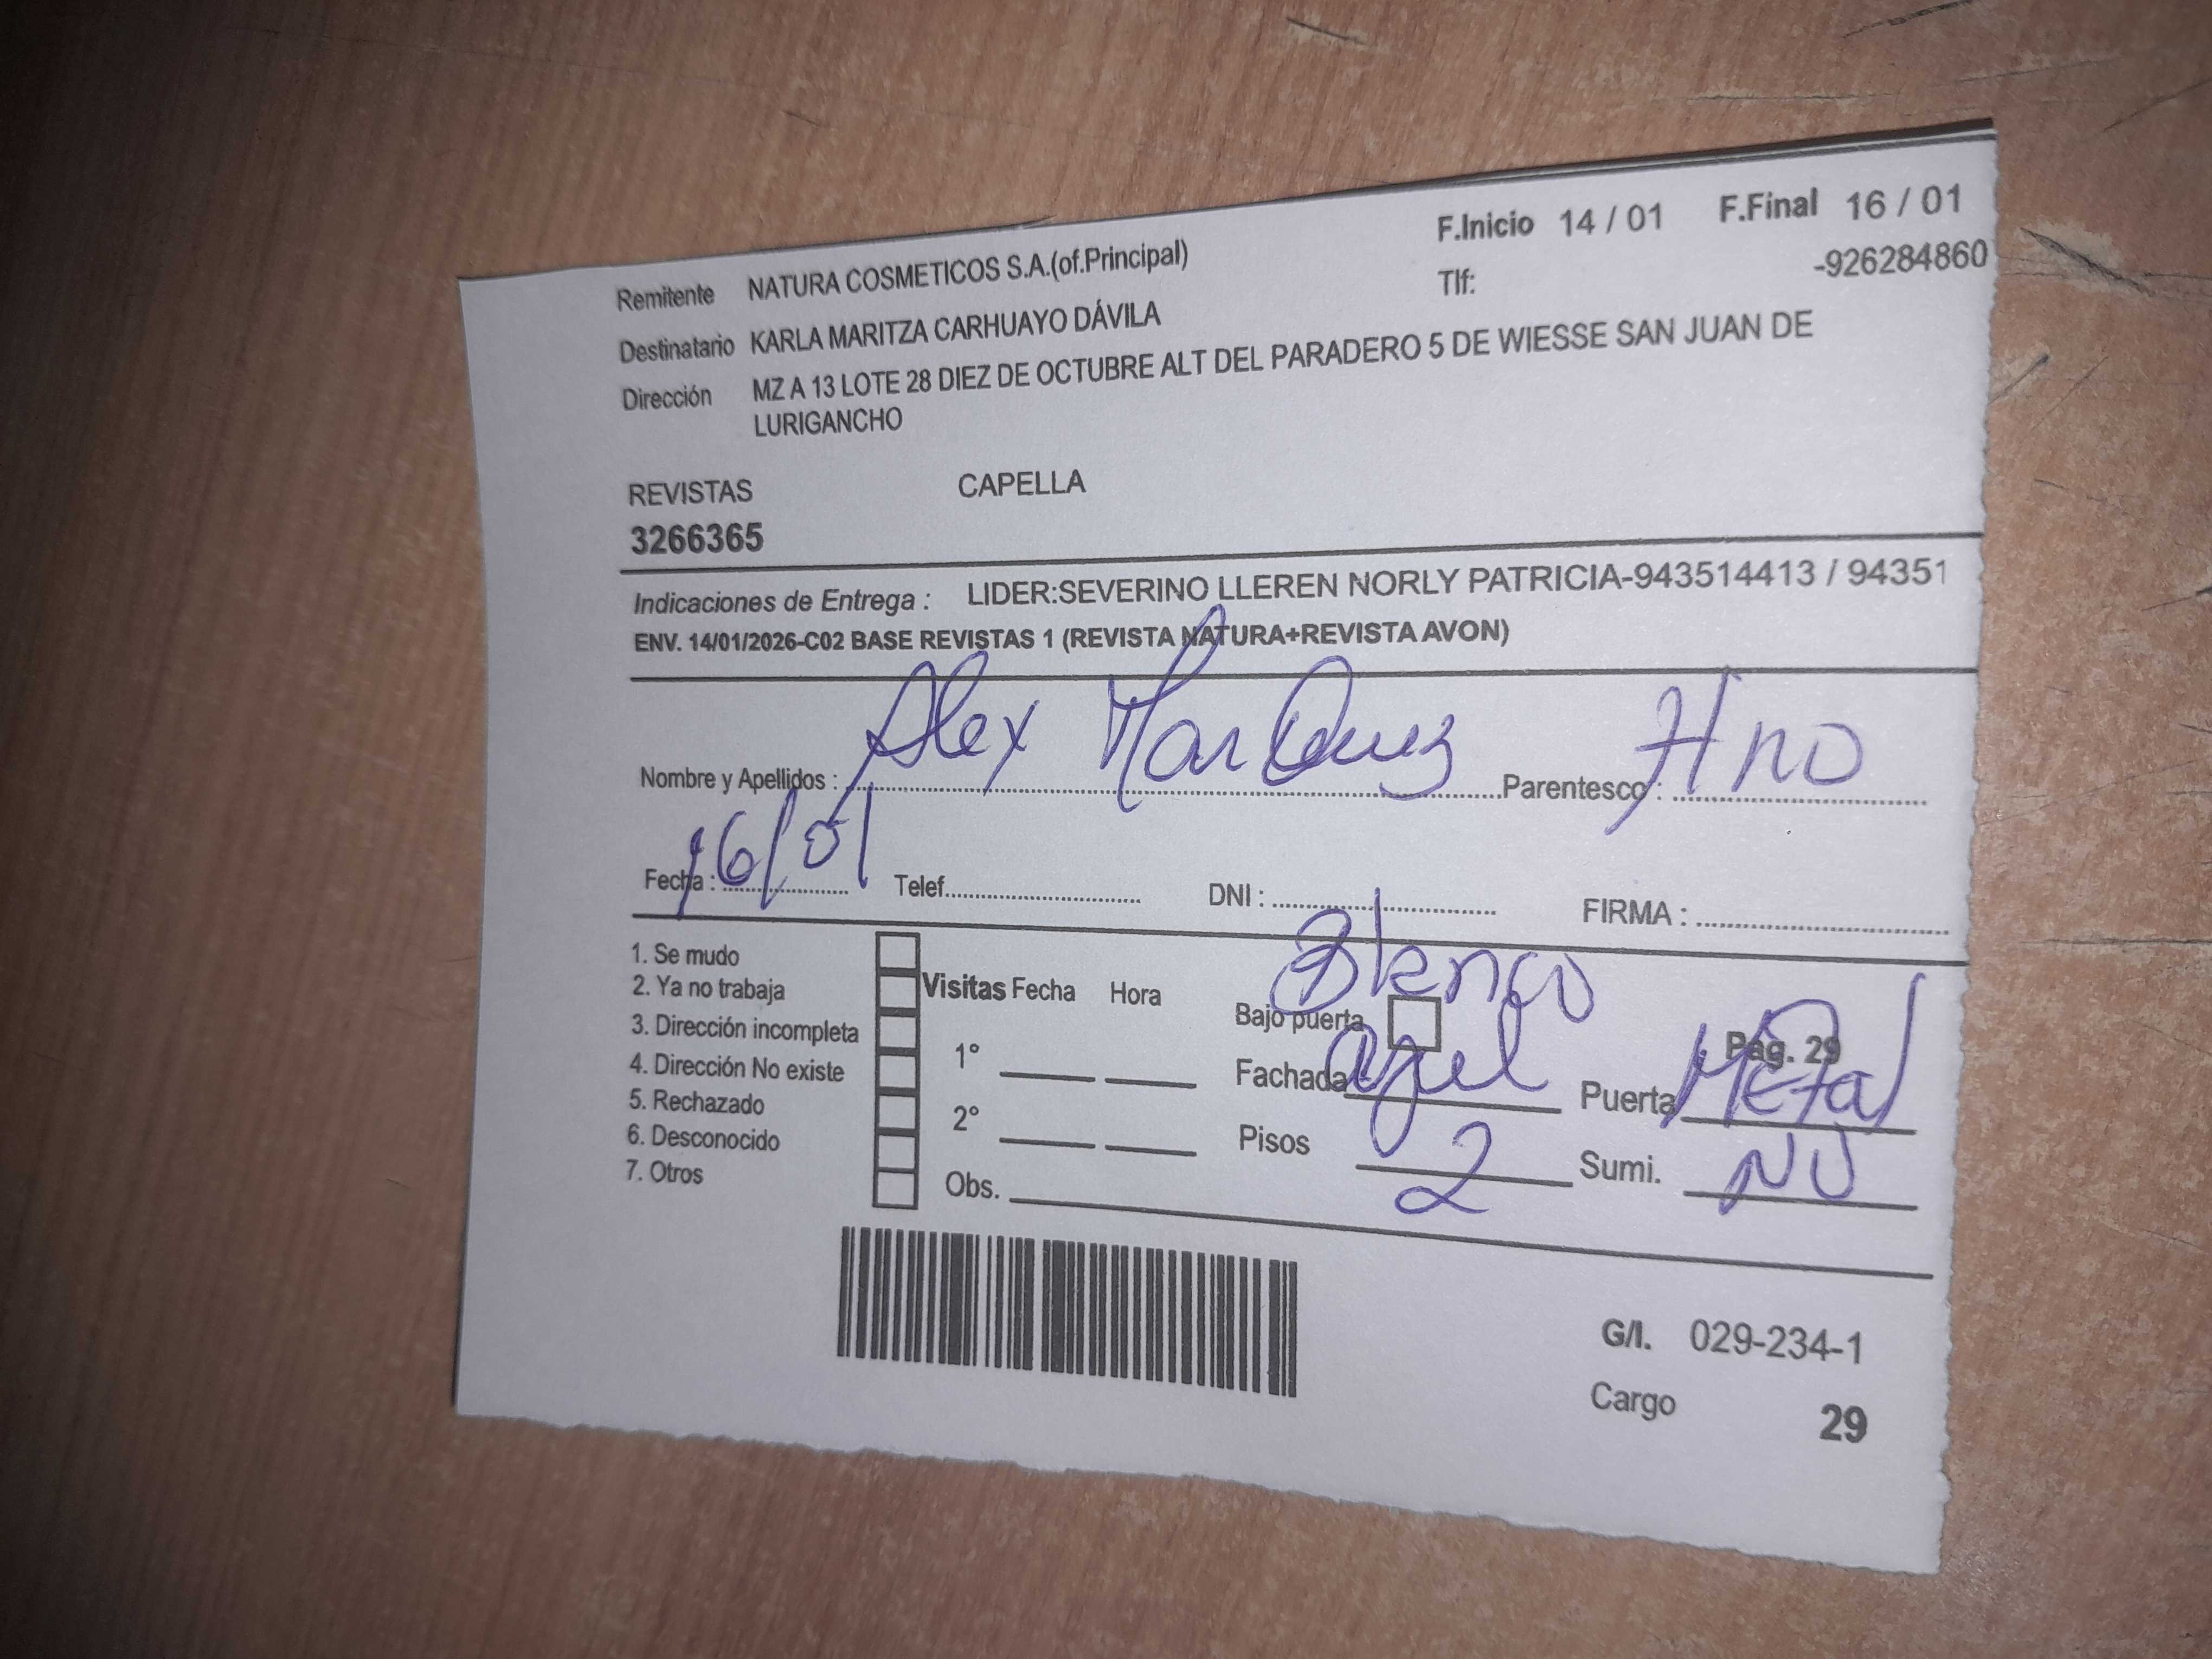 Remitente NATURA COSMETICOS S.A.(of.Principal) F.Inicio 14 / 01 F.Final 16 / 01
Destinatario KARLA MARITZA CARHUAYO DÁVILA Tlf: -926284860
Dirección MZ A 13 LOTE 28 DIEZ DE OCTUBRE ALT DEL PARADERO 5 DE WIESSE SAN JUAN DE
LURIGANCHO
REVISTAS CAPELLA
3266365
Indicaciones de Entrega : LIDER:SEVERINO LLEREN NORLY PATRICIA-943514413 / 94351
ENV. 14/01/2026-C02 BASE REVISTAS 1 (REVISTA NATURA+REVISTA AVON)
Nombre y Apellidos : Alex Marquez Parentesco : Hno
Fecha : 16/01 Telef. DNI : FIRMA :
1. Se mudo
2. Ya no trabaja
3. Dirección incompleta
4. Dirección No existe
5. Rechazado
6. Desconocido
7. Otros
Visitas Fecha Hora
1°
2°
Obs.
Blanco
Bajo puerta Pag. 29
Fachada azul Puerta Metal
Pisos 2 Sumi. NO
G/I. 029-234-1
Cargo 29